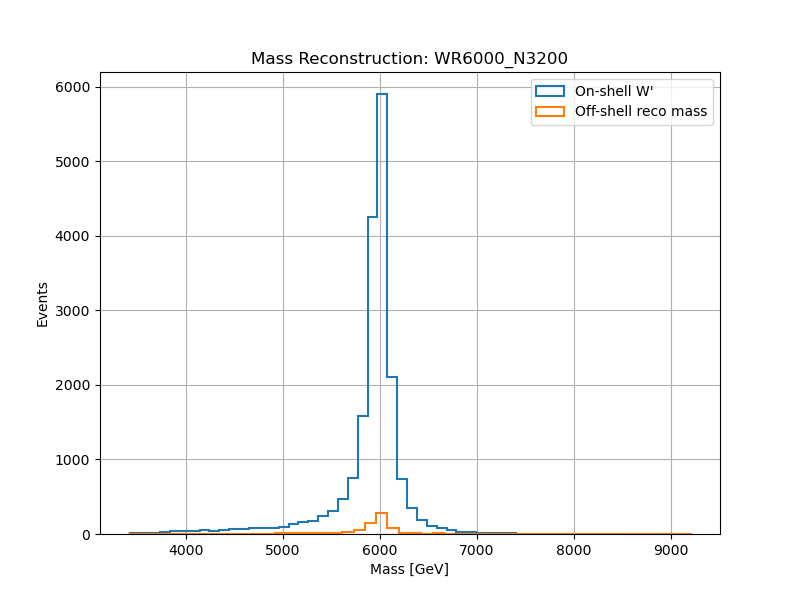 Mass Reconstruction: WR6000_N3200
On-shell W'
Off-shell reco mass
6000
5000
4000
3000
2000
1000
0
Events
4000 5000 6000 7000 8000 9000
Mass [GeV]